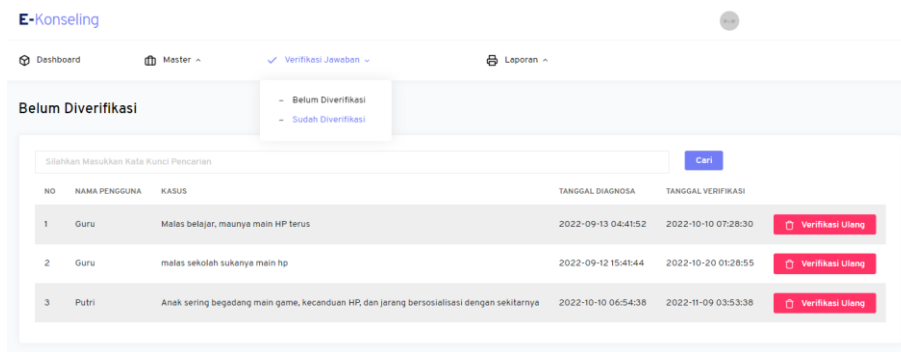 E-Konseling
Dashboard Master Verifikasi Jawaban Laporan
- Belum Diverifikasi
- Sudah Diverifikasi
Belum Diverifikasi
Silahkan Masukkan Kata Kunci Pencarian Cari
NO NAMA PENGGUNA KASUS TANGGAL DIAGNOSA TANGGAL VERIFIKASI
1 Guru Malas belajar, maunya main HP terus 2022-09-13 04:41:52 2022-10-10 07:28:30 Verifikasi Ulang
2 Guru malas sekolah sukanya main hp 2022-09-12 15:41:44 2022-10-20 01:28:55 Verifikasi Ulang
3 Putri Anak sering begadang main game, kecanduan HP, dan jarang bersosialisasi dengan sekitarnya 2022-10-10 06:54:38 2022-11-09 03:53:38 Verifikasi Ulang